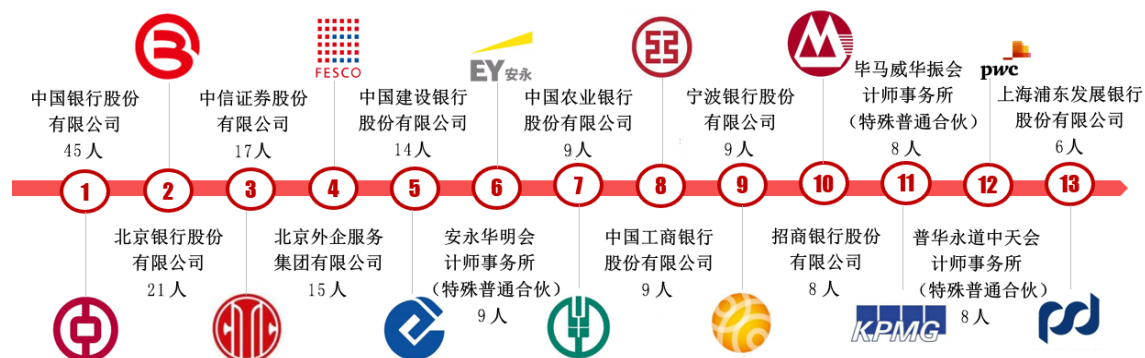 中国银行股份
有限公司
45人
1
2
北京银行股份
有限公司
21人
中信证券股份
有限公司
17人
3
FESCO
4
北京外企服务
集团有限公司
15人
中国建设银行
股份有限公司
14人
5
EY安永
6
安永华明会
计师事务所
(特殊普通合伙)
9人
中国农业银行
股份有限公司
9人
7
8
中国工商银行
股份有限公司
9人
宁波银行股份
有限公司
9人
9
10
招商银行股份
有限公司
8人
毕马威华振会
计师事务所
(特殊普通合伙)
8人
11
KPMG
pwc
12
普华永道中天会
计师事务所
(特殊普通合伙)
8人
上海浦东发展银行
股份有限公司
6人
13
CITIC